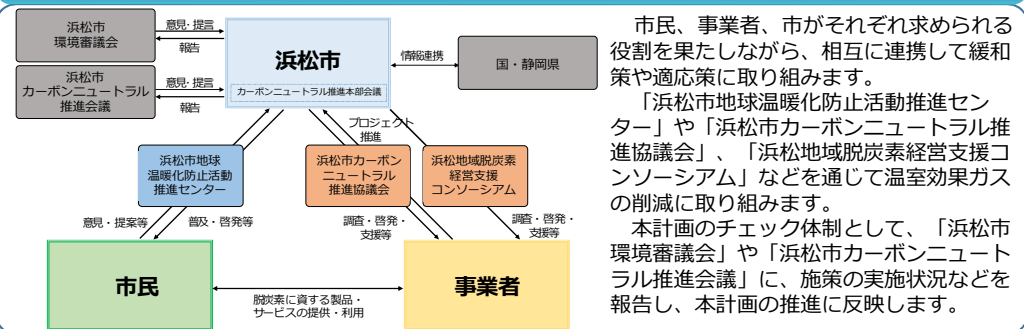 浜松市
環境審議会
意見・提言
報告
浜松市
カーボンニュートラル
推進会議
意見・提言
報告
浜松市
カーボンニュートラル推進本部会議
情報連携
国・静岡県
プロジェクト
推進
浜松市地球
温暖化防止活動
推進センター
浜松市カーボン
ニュートラル
推進協議会
浜松地域脱炭素
経営支援
コンソーシアム
意見・提案等
普及・啓発等
調査・啓発・
支援等
調査・啓発・
支援等
市民
事業者
脱炭素に資する製品・
サービスの提供・利用
市民、事業者、市がそれぞれ求められる
役割を果たしながら、相互に連携して緩和
策や適応策に取り組みます。
「浜松市地球温暖化防止活動推進セン
ター」や「浜松市カーボンニュートラル推
進協議会」、「浜松地域脱炭素経営支援コ
ンソーシアム」などを通じて温室効果ガス
の削減に取り組みます。
本計画のチェック体制として、「浜松市
環境審議会」や「浜松市カーボンニュート
ラル推進会議」に、施策の実施状況などを
報告し、本計画の推進に反映します。